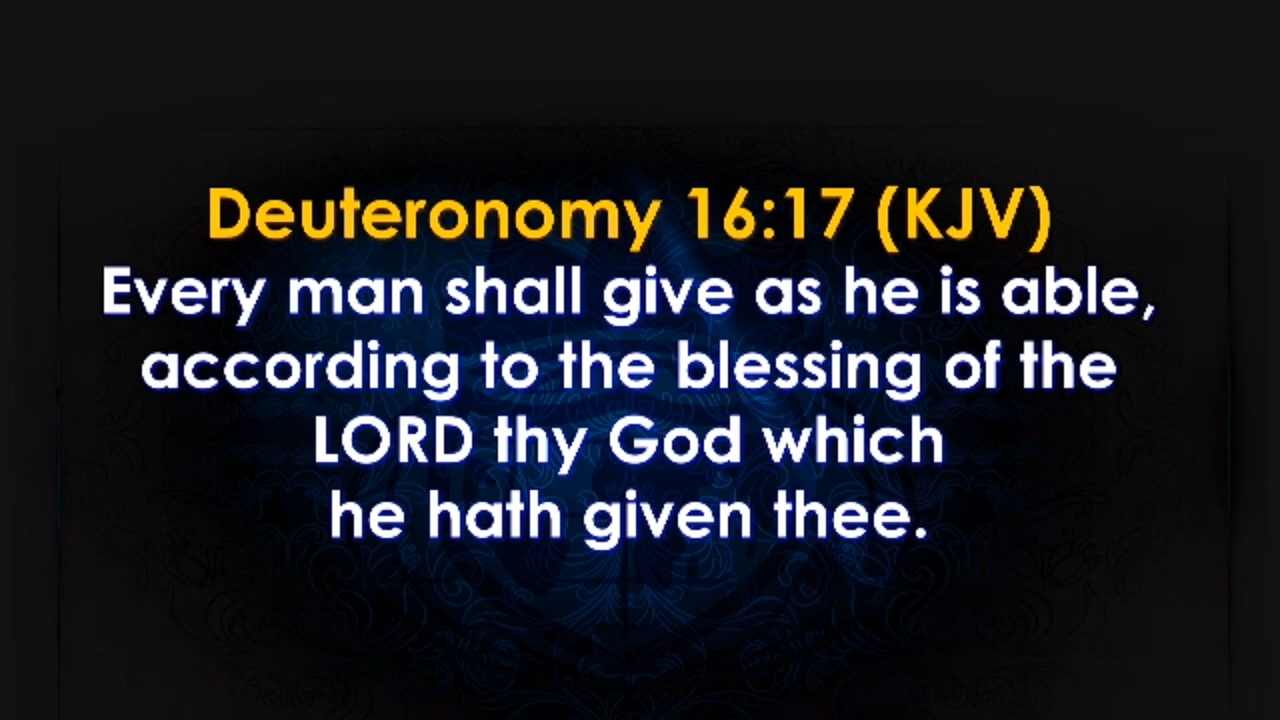 Deuteronomy 16:17 (KJV)
Every man shall give as he is able,
according to the blessing of the
LORD thy God which
he hath given thee.